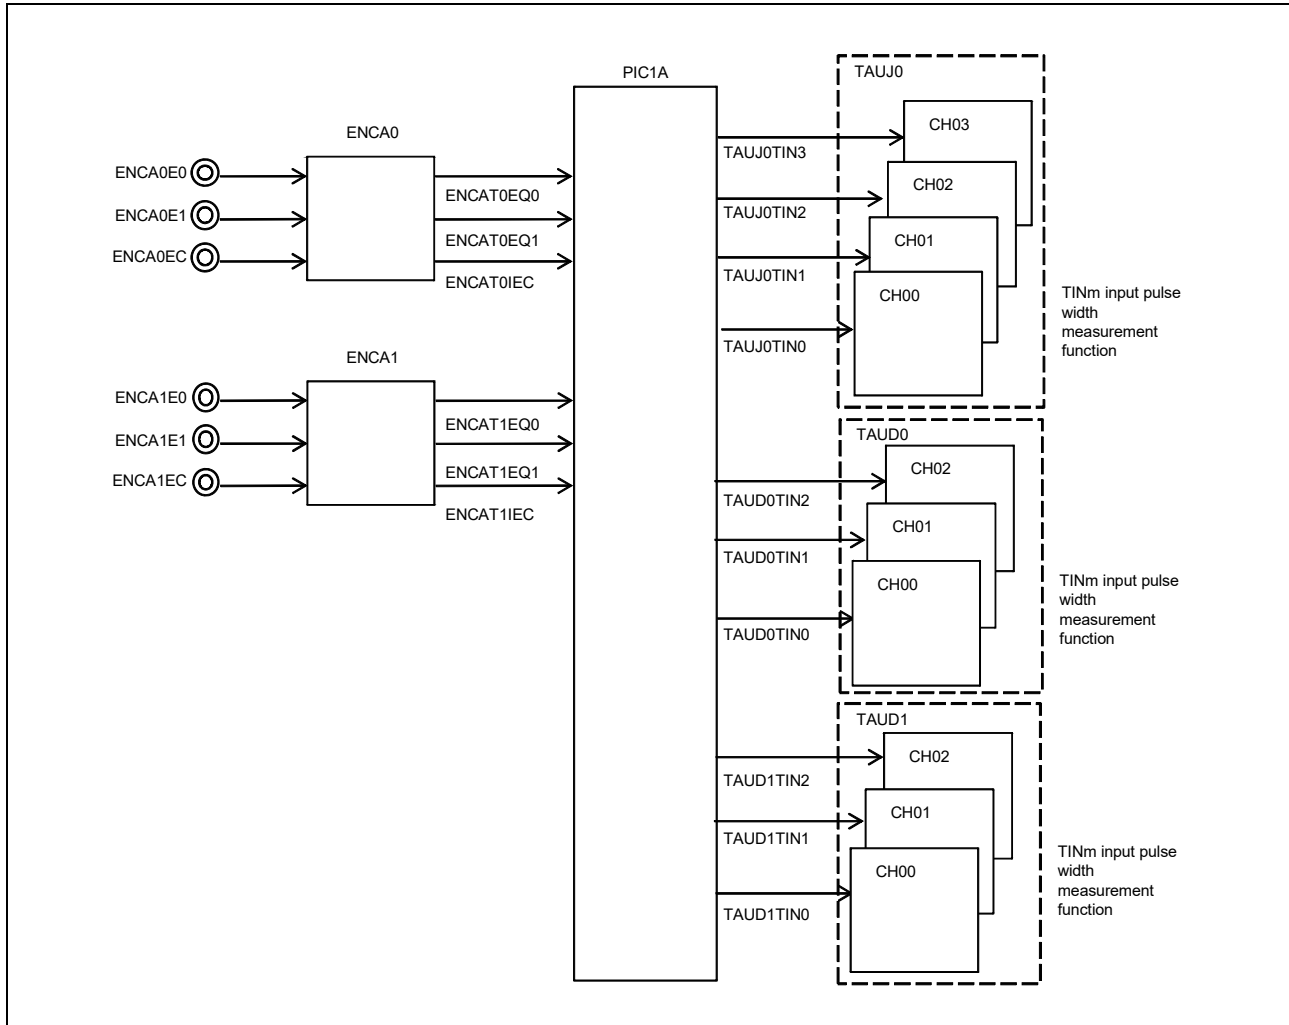 PIC1A
ENCA0
ENCA0E0
ENCA0E1
ENCA0EC
ENCAT0EQ0
ENCAT0EQ1
ENCAT0IEC
ENCA1
ENCA1E0
ENCA1E1
ENCA1EC
ENCAT1EQ0
ENCAT1EQ1
ENCAT1IEC
TAUJ0
TAUJ0TIN3
CH03
TAUJ0TIN2
CH02
TAUJ0TIN1
CH01
TAUJ0TIN0
CH00
TINm input pulse
width
measurement
function
TAUD0
TAUD0TIN2
CH02
TAUD0TIN1
CH01
TAUD0TIN0
CH00
TINm input pulse
width
measurement
function
TAUD1
TAUD1TIN2
CH02
TAUD1TIN1
CH01
TAUD1TIN0
CH00
TINm input pulse
width
measurement
function